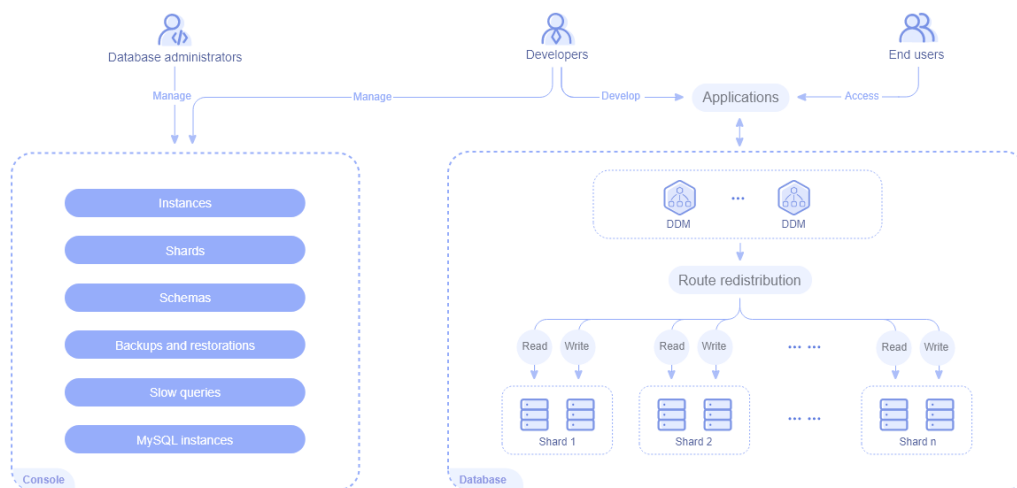 Database administrators
Developers
End users
Manage
Manage
Develop
Applications
Access
Instances
Shards
Schemas
Backups and restorations
Slow queries
MySQL instances
Console
...
DDM
DDM
Route redistribution
Read
Write
Read
Write
... ...
Read
Write
... ...
Shard 1
Shard 2
Shard n
Database